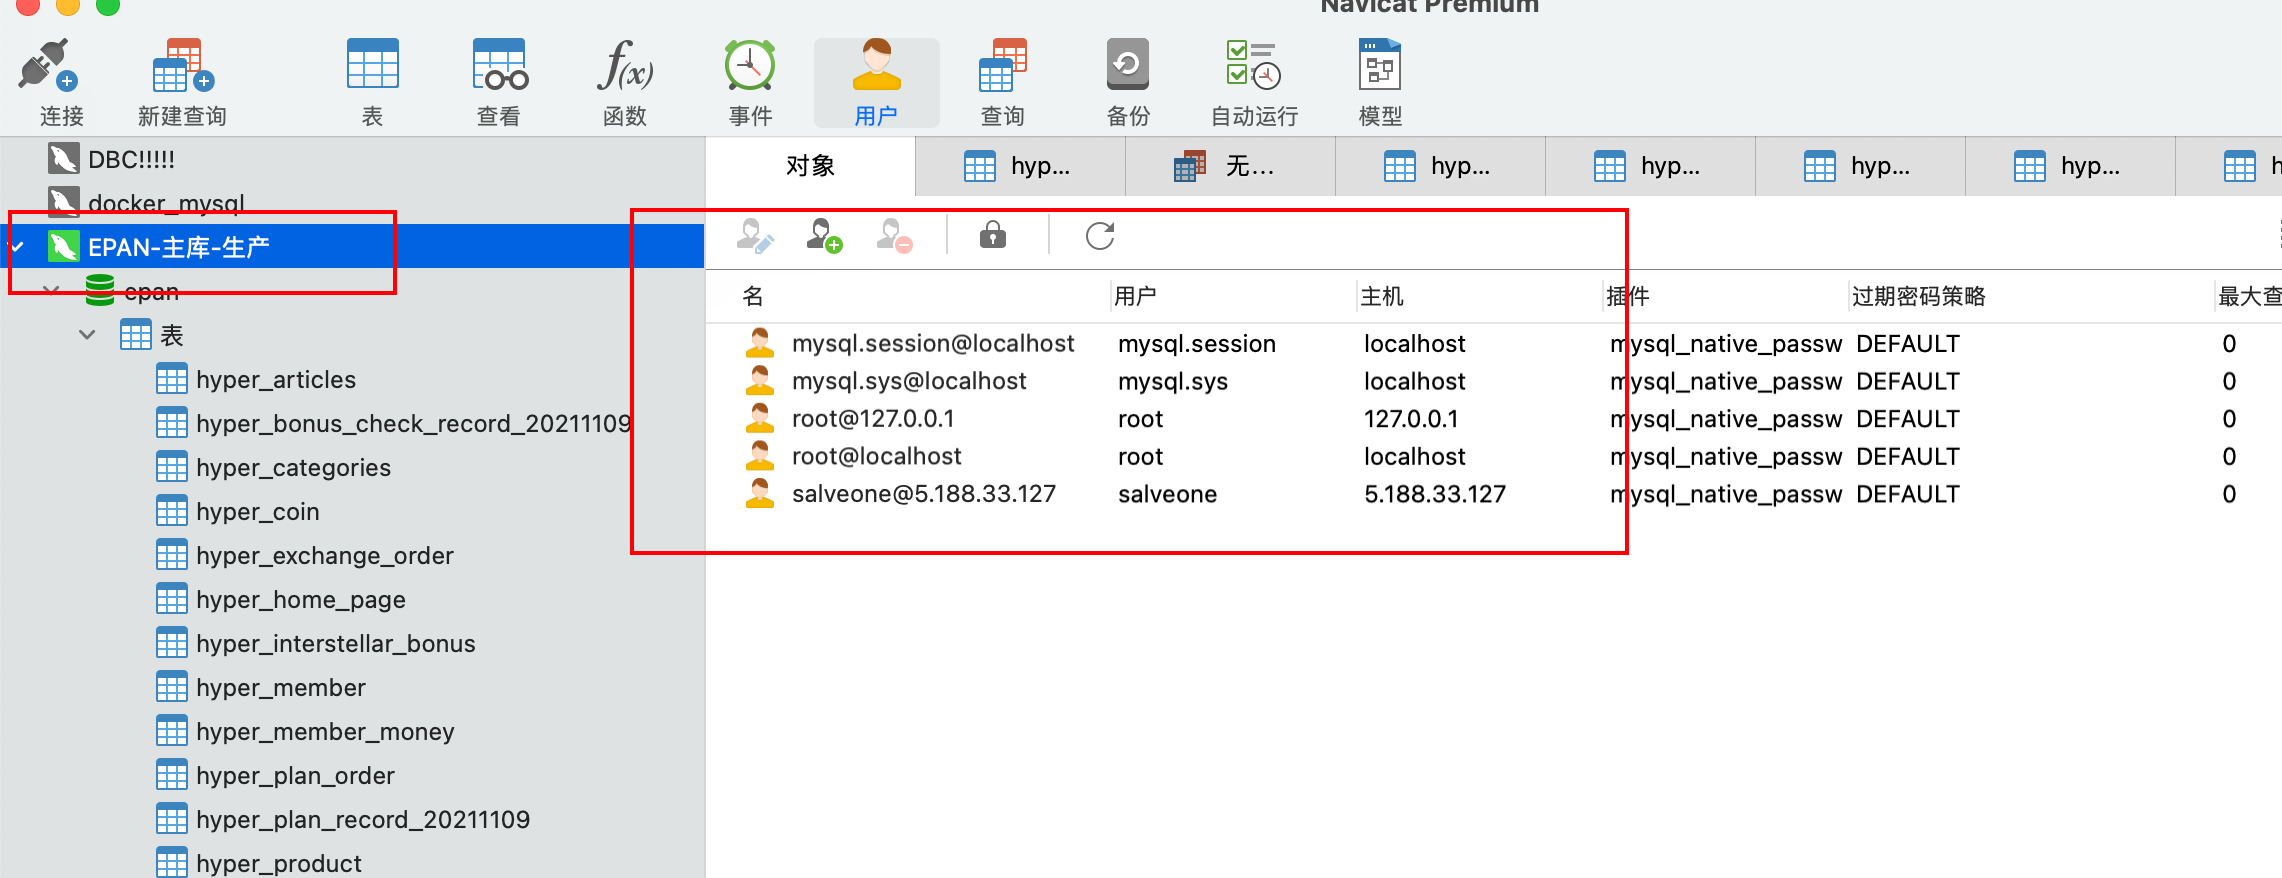 Navicat Premium
连接 新建查询 表 查看 函数 事件 用户 查询 备份 自动运行 模型
DBC!!!!!
docker_mysql
EPAN-主库-生产
epan
表
hyper_articles
hyper_bonus_check_record_20211109
hyper_categories
hyper_coin
hyper_exchange_order
hyper_home_page
hyper_interstellar_bonus
hyper_member
hyper_member_money
hyper_plan_order
hyper_plan_record_20211109
hyper_product
对象 hyp... 无... hyp... hyp... hyp... hyp... h
名 用户 主机 插件 过期密码策略 最大查
mysql.session@localhost mysql.session localhost mysql_native_passw DEFAULT 0
mysql.sys@localhost mysql.sys localhost mysql_native_passw DEFAULT 0
root@127.0.0.1 root 127.0.0.1 mysql_native_passw DEFAULT 0
root@localhost root localhost mysql_native_passw DEFAULT 0
salveone@5.188.33.127 salveone 5.188.33.127 mysql_native_passw DEFAULT 0